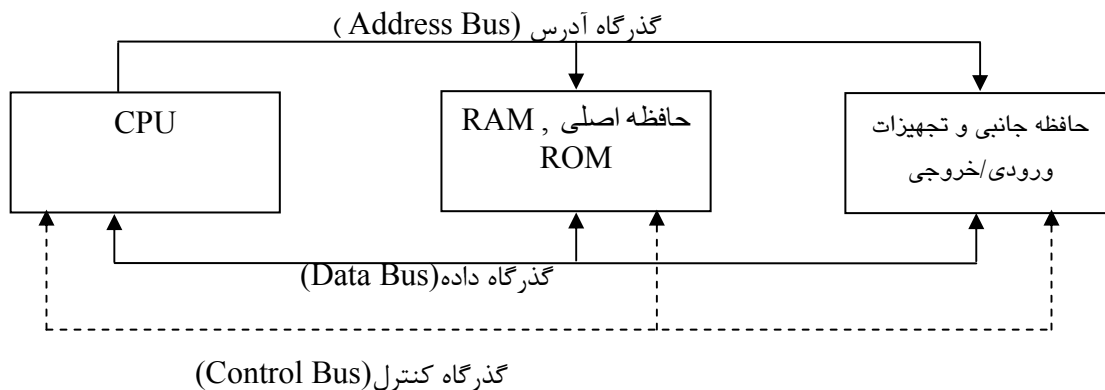 گذرگاه آدرس (Address Bus )
CPU
حافظه اصلی , RAM
ROM
حافظه جانبی و تجهیزات
ورودی/خروجی
گذرگاه داده(Data Bus)
گذرگاه کنترل(Control Bus)